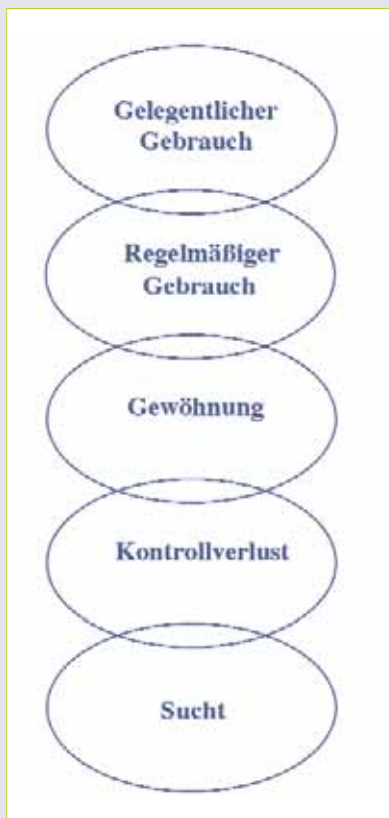 Gelegentlicher
Gebrauch
Regelmäßiger
Gebrauch
Gewöhnung
Kontrollverlust
Sucht